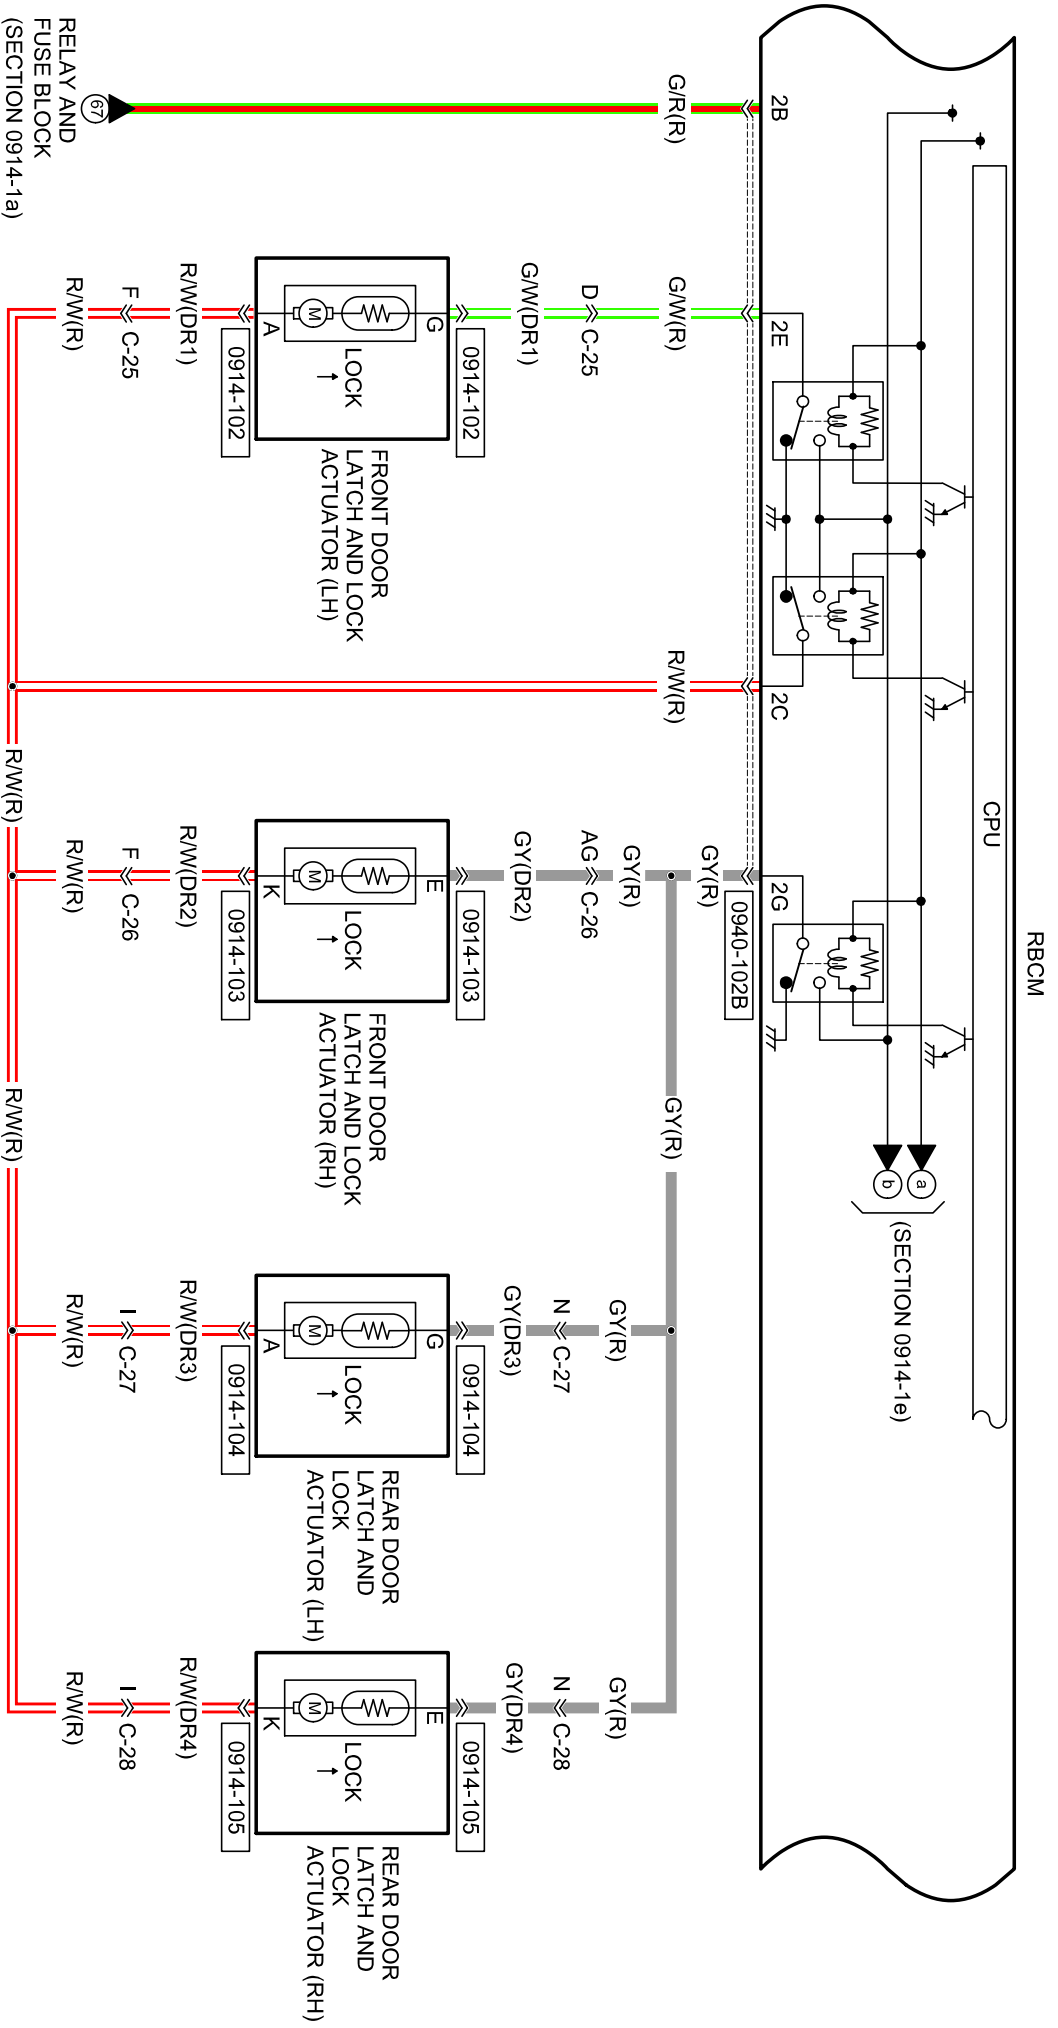 RBCM
CPU
a
b
(SECTION 0914-1e)
2B
2E
2C
2G
0940-102B
G/R(R)
G/W(R)
R/W(R)
GY(R)
GY(R)
GY(R)
GY(R)
GY(R)
D C-25
AG C-26
N C-27
N C-28
G/W(DR1)
GY(DR2)
GY(DR3)
GY(DR4)
0914-102
0914-103
0914-104
0914-105
G
E
G
E
M
LOCK
M
LOCK
M
LOCK
M
LOCK
FRONT DOOR
LATCH AND LOCK
ACTUATOR (LH)
FRONT DOOR
LATCH AND LOCK
ACTUATOR (RH)
REAR DOOR
LATCH AND
LOCK
ACTUATOR (LH)
REAR DOOR
LATCH AND
LOCK
ACTUATOR (RH)
A
K
A
K
0914-102
0914-103
0914-104
0914-105
R/W(DR1)
R/W(DR2)
R/W(DR3)
R/W(DR4)
F C-25
F C-26
I C-27
I C-28
R/W(R)
R/W(R)
R/W(R)
R/W(R)
R/W(R)
R/W(R)
67
RELAY AND
FUSE BLOCK
(SECTION 0914-1a)